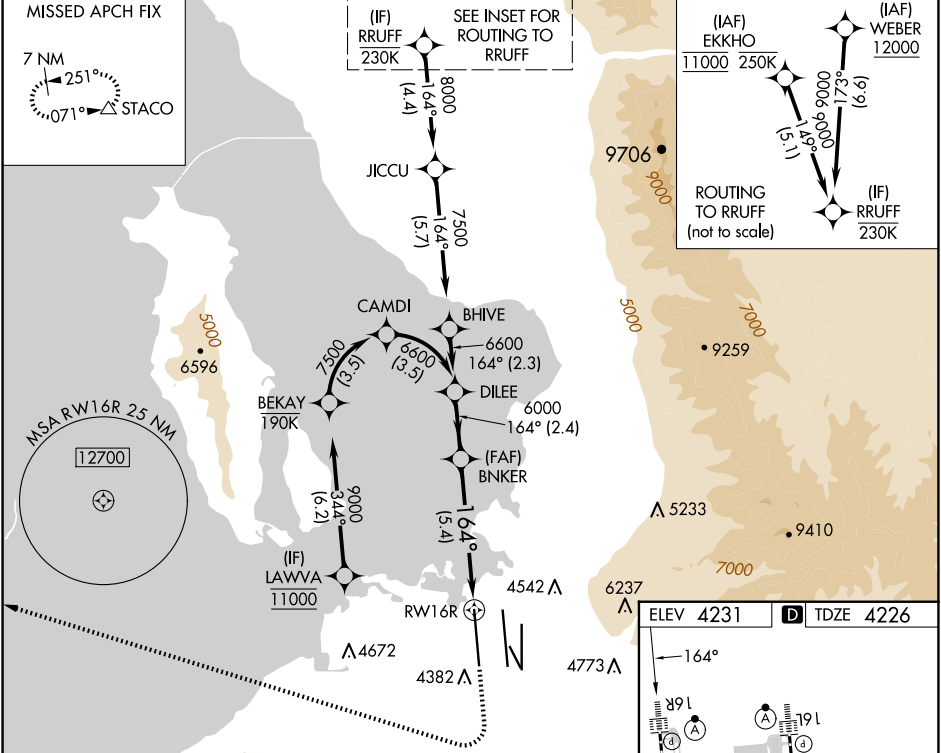 MISSED APCH FIX
7 NM
251°
071°
STACO
(IF)
RRUFF
230K
SEE INSET FOR
ROUTING TO
RRUFF
8000
164°
(4.4)
JICCU
7500
164°
(5.7)
(IAF)
EKKHO
11000 250K
(IAF)
WEBER
12000
9000
173°
(6.6)
9000
149°
(5.1)
ROUTING
TO RRUFF
(not to scale)
(IF)
RRUFF
230K
9706
9000
5000
7000
9259
5000
6596
CAMDI
BHIVE
7500
(3.5)
6600
(3.5)
6600
164° (2.3)
BEKAY
190K
DILEE
6000
164° (2.4)
(FAF)
BNKER
MSA RW16R 25 NM
12700
9000
344°
(6.2)
164°
(5.4)
5233
9410
7000
(IF)
LAWVA
11000
RW16R
4542
6237
4672
4382
4773
ELEV 4231
D
TDZE 4226
164°
16R
A
P
A
16L
P